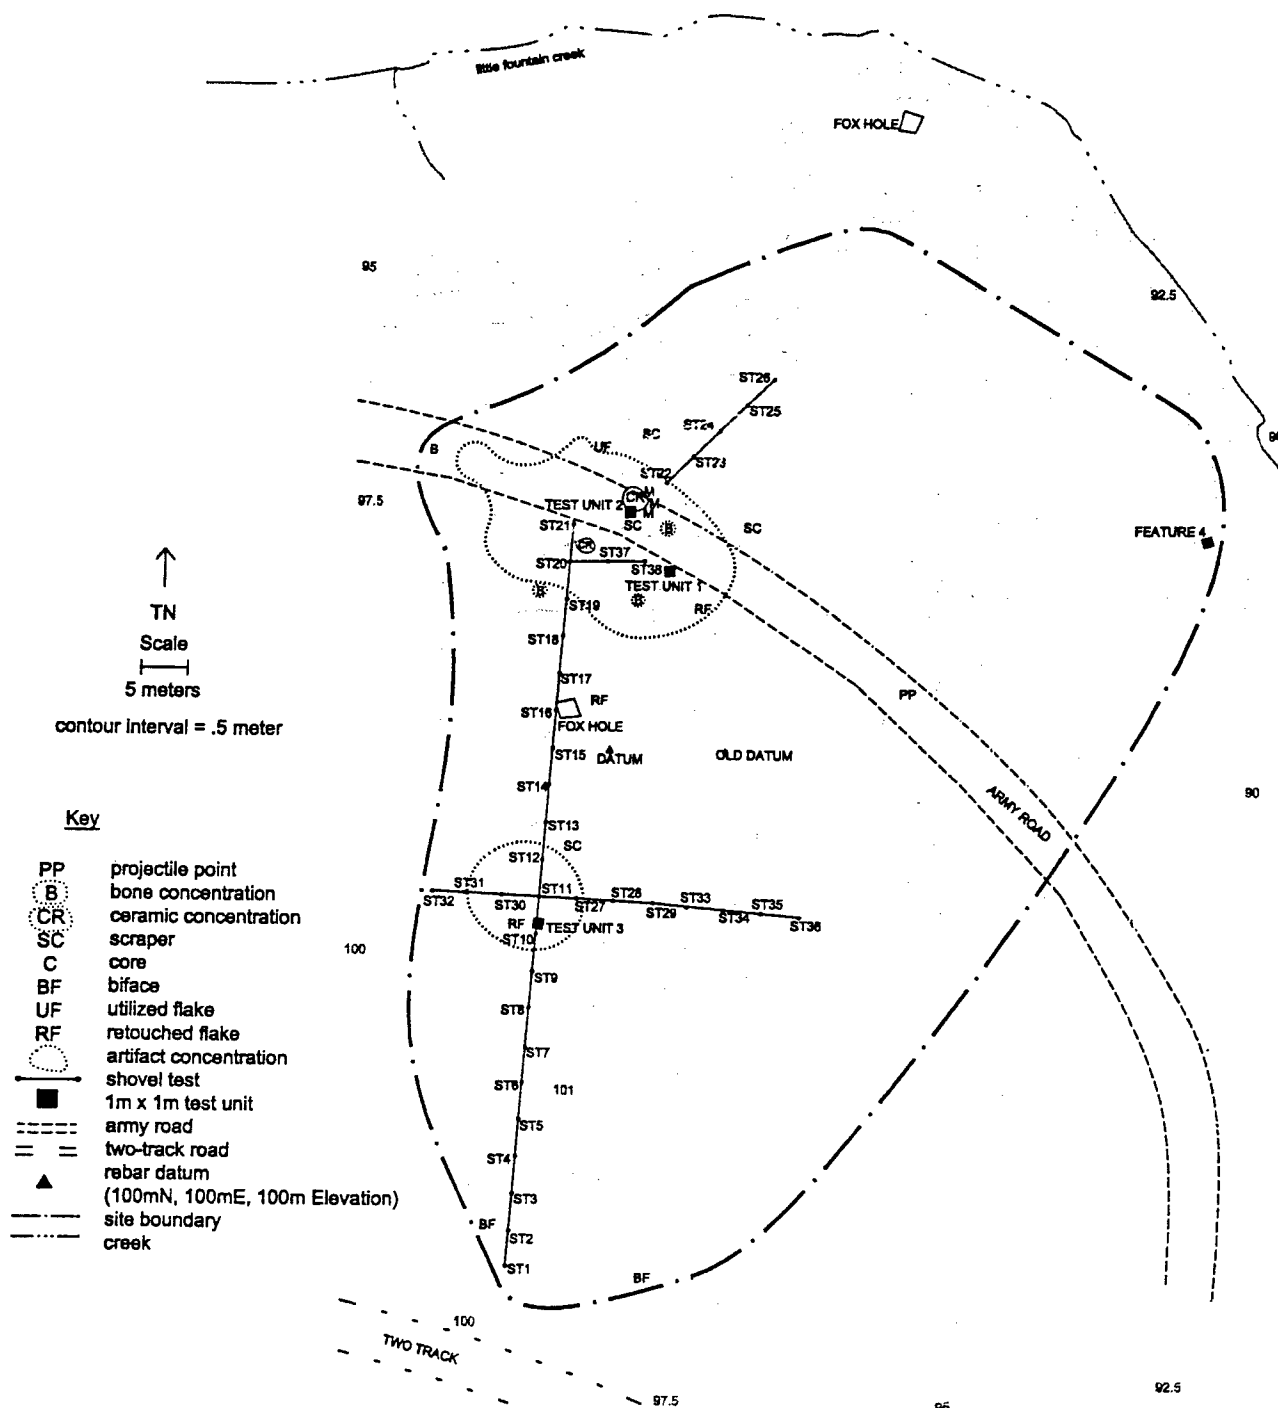 little fountain creek
FOX HOLE
95
92.5
ST26
ST25
ST24
SC
UF
B
ST23
ST22
97.5
CR
M
M
M
TEST UNIT 2
SC
B
SC
ST21
FEATURE 4
CR
ST37
ST20
ST38
TEST UNIT 1
B
B
ST19
RF
TN
ST18
Scale
5 meters
ST17
PP
RF
ST16
contour interval = .5 meter
FOX HOLE
ST15
DATUM
OLD DATUM
ST14
90
ARMY ROAD
Key
ST13
SC
ST12
PP projectile point
B bone concentration
CR ceramic concentration
SC scraper
C core
BF biface
UF utilized flake
RF retouched flake
artifact concentration
shovel test
1m x 1m test unit
army road
two-track road
rebar datum
(100mN, 100mE, 100m Elevation)
site boundary
creek
ST31
ST11
ST28
ST33
ST35
ST32
ST30
ST27
ST29
ST34
ST36
RF
TEST UNIT 3
ST10
100
ST9
ST8
ST7
ST6
101
ST5
ST4
ST3
BF
ST2
ST1
BF
100
TWO TRACK
97.5
92.5